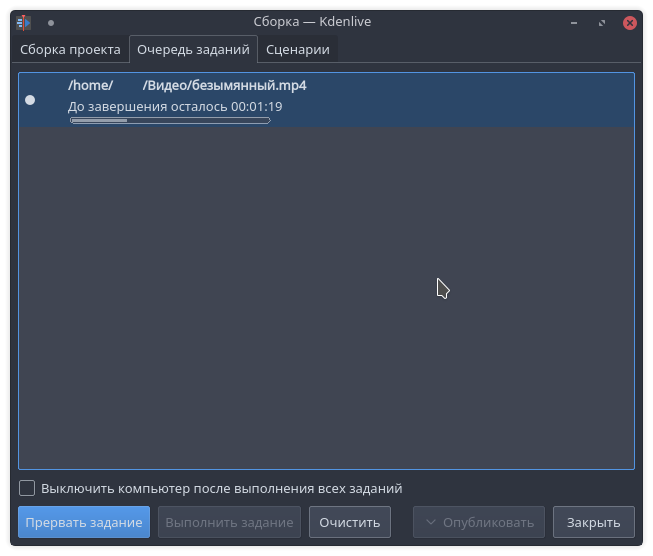 Сборка — Kdenlive
Сборка проекта Очередь заданий Сценарии
/home/ /Видео/безымянный.mp4
До завершения осталось 00:01:19
Выключить компьютер после выполнения всех заданий
Прервать задание Выполнить задание Очистить Опубликовать Закрыть